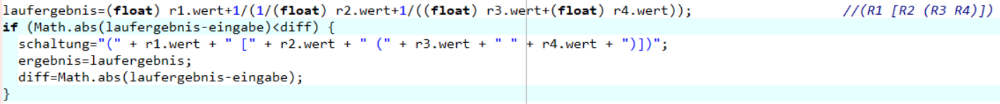 laufergebnis=(float) r1.wert+1/(1/(float) r2.wert+1/((float) r3.wert+(float) r4.wert)); //(R1 [R2 (R3 R4)])
if (Math.abs(laufergebnis-eingabe)<diff) {
schaltung="(" + r1.wert + " [" + r2.wert + " (" + r3.wert + " " + r4.wert + ")])";
ergebnis=laufergebnis;
diff=Math.abs(laufergebnis-eingabe);
}